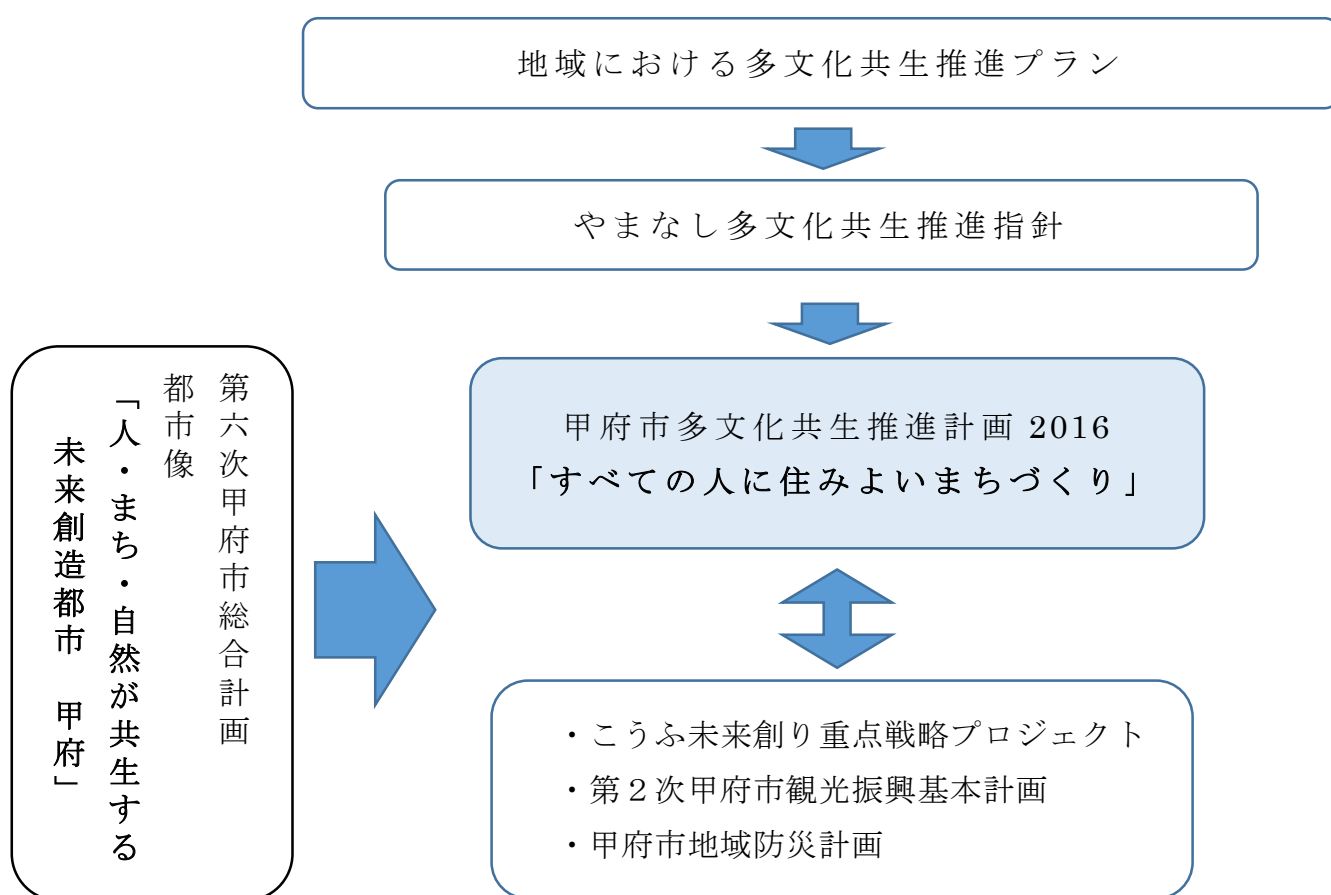 地域における多文化共生推進プラン
やまなし多文化共生推進指針
第六次甲府市総合計画
都市像
「人・まち・自然が共生する
未来創造都市　甲府」
甲府市多文化共生推進計画 2016
「すべての人に住みよいまちづくり」
・こうふ未来創り重点戦略プロジェクト
・第２次甲府市観光振興基本計画
・甲府市地域防災計画